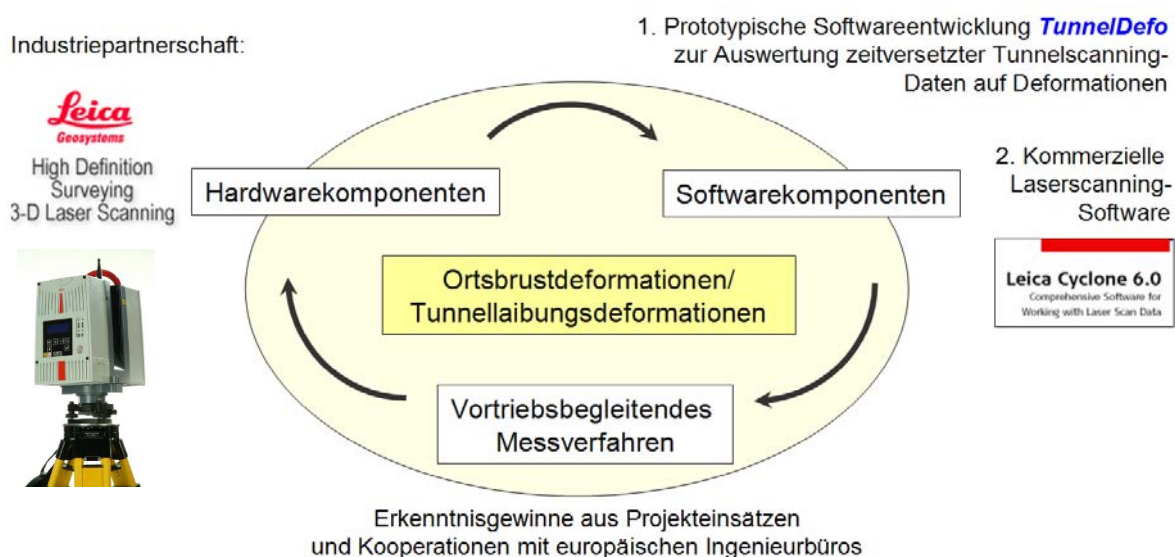 Industriepartnerschaft:
Leica
Geosystems
High Definition
Surveying
3-D Laser Scanning
1. Prototypische Softwareentwicklung TunnelDefo
zur Auswertung zeitversetzter Tunnelscanning-
Daten auf Deformationen
2. Kommerzielle
Laserscanning-
Software
Leica Cyclone 6.0
Comprehensive Software for
Working with Laser Scan Data
Hardwarekomponenten
Softwarekomponenten
Ortsbrustdeformationen/
Tunnellaibungsdeformationen
Vortriebsbegleitendes
Messverfahren
Erkenntnisgewinne aus Projekteinsätzen
und Kooperationen mit europäischen Ingenieurbüros